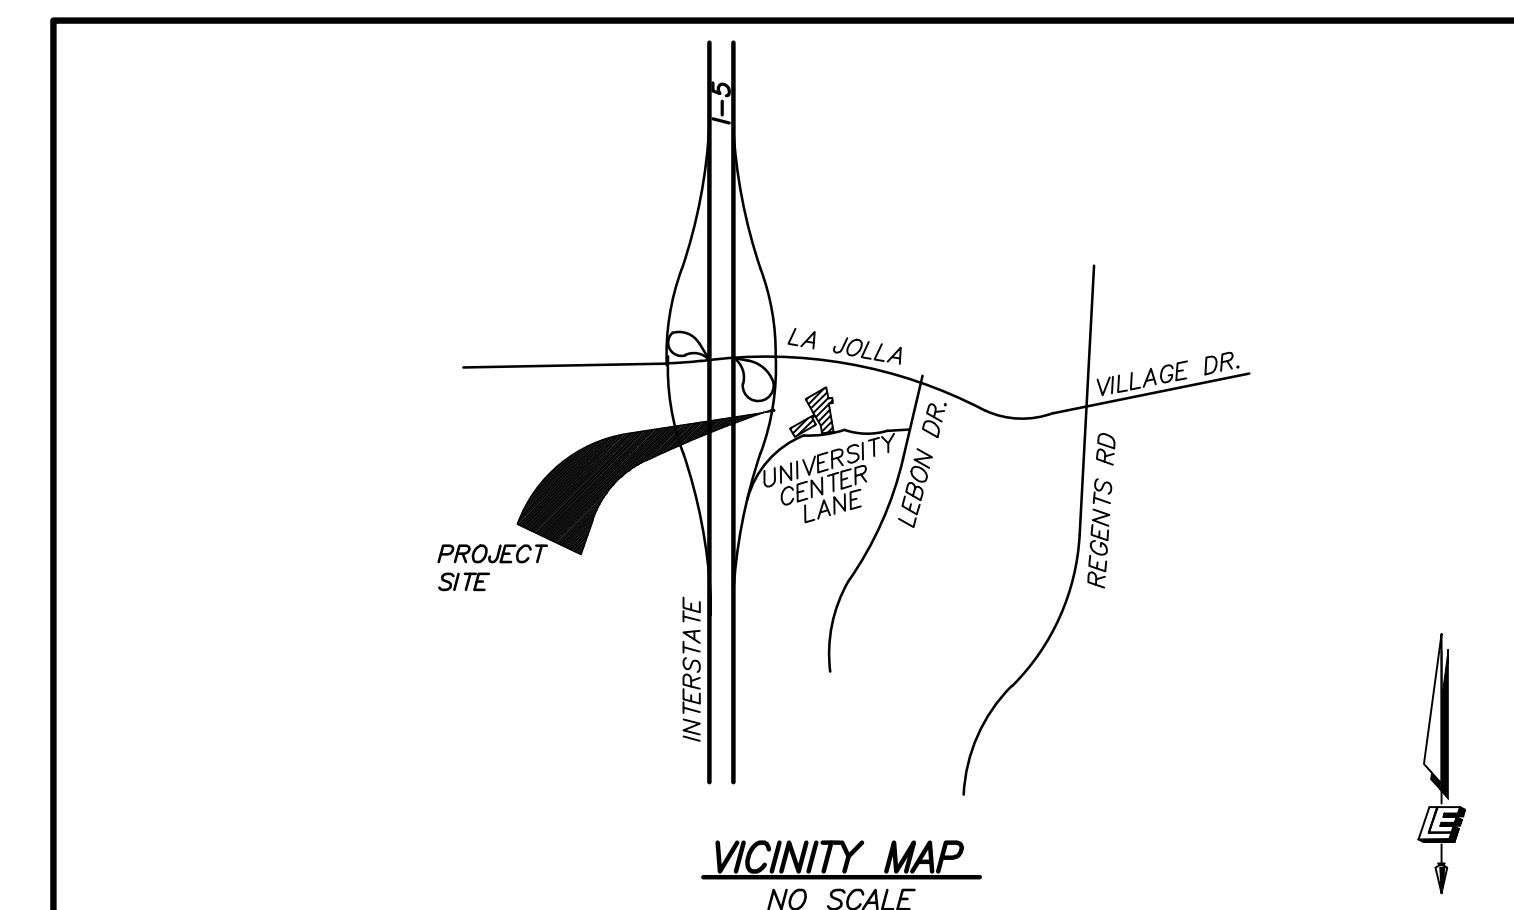 I-5
LA JOLLA
VILLAGE DR.
UNIVERSITY
CENTER
LANE
LEBON DR.
REGENTS RD
PROJECT
SITE
INTERSTATE
LE
VICINITY MAP
NO SCALE